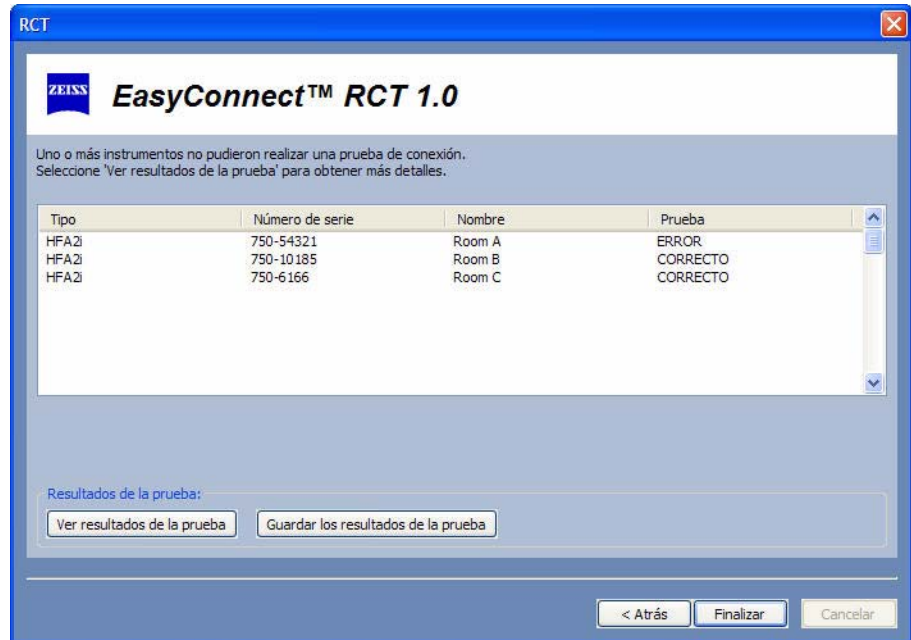 RCT
ZEISS
EasyConnect™ RCT 1.0
Uno o más instrumentos no pudieron realizar una prueba de conexión.
Seleccione 'Ver resultados de la prueba' para obtener más detalles.
Tipo Número de serie Nombre Prueba
HFA2i 750-54321 Room A ERROR
HFA2i 750-10185 Room B CORRECTO
HFA2i 750-6166 Room C CORRECTO
Resultados de la prueba:
Ver resultados de la prueba Guardar los resultados de la prueba
< Atrás Finalizar Cancelar